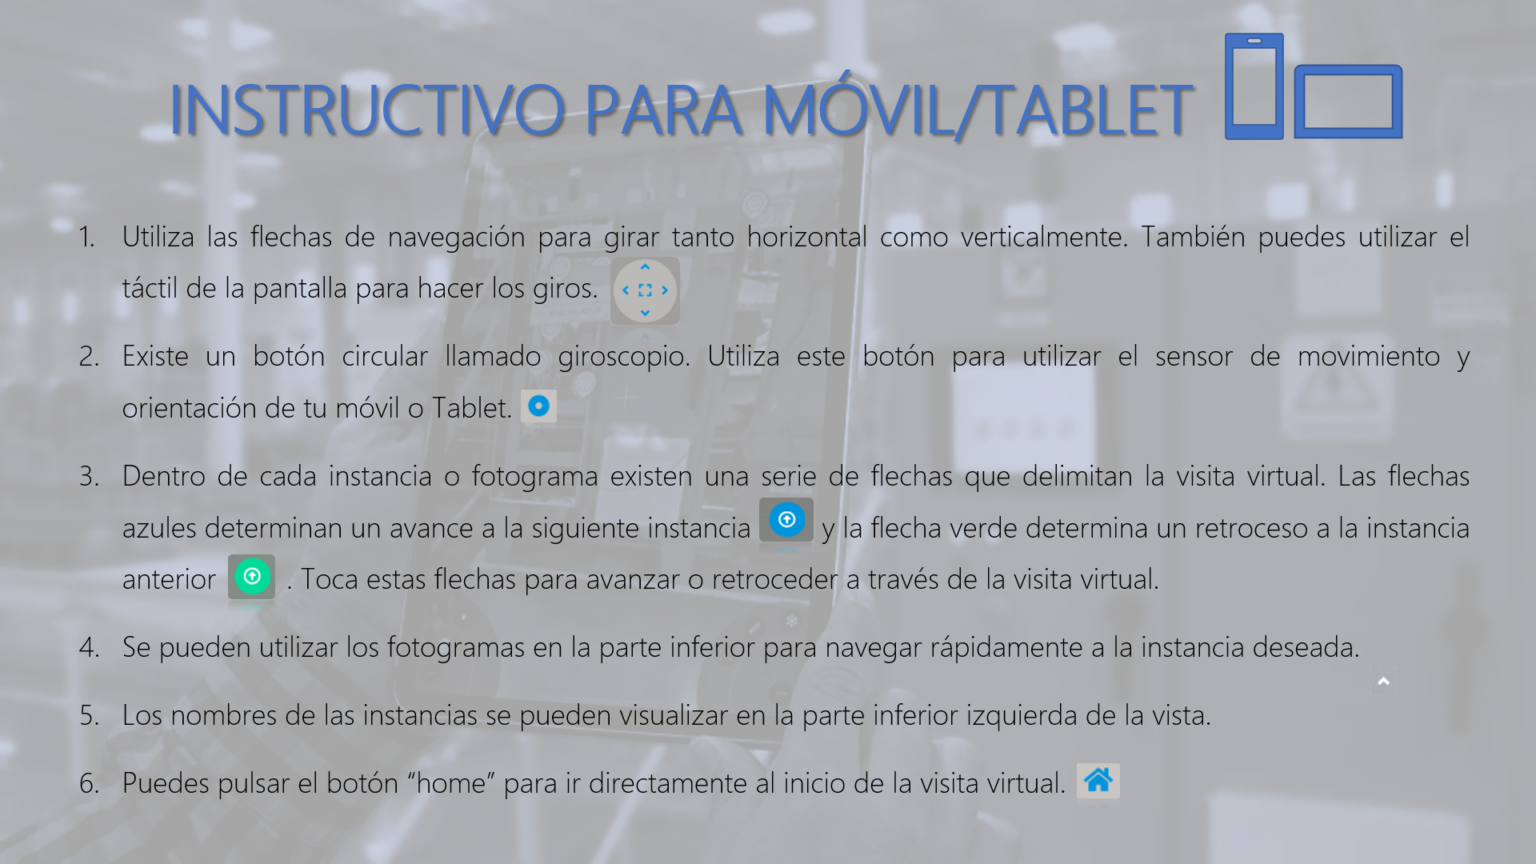 INSTRUCTIVO PARA MÓVIL/TABLET
1. Utiliza las flechas de navegación para girar tanto horizontal como verticalmente. También puedes utilizar el
táctil de la pantalla para hacer los giros.
2. Existe un botón circular llamado giroscopio. Utiliza este botón para utilizar el sensor de movimiento y
orientación de tu móvil o Tablet.
3. Dentro de cada instancia o fotograma existen una serie de flechas que delimitan la visita virtual. Las flechas
azules determinan un avance a la siguiente instancia y la flecha verde determina un retroceso a la instancia
anterior . Toca estas flechas para avanzar o retroceder a través de la visita virtual.
4. Se pueden utilizar los fotogramas en la parte inferior para navegar rápidamente a la instancia deseada.
5. Los nombres de las instancias se pueden visualizar en la parte inferior izquierda de la vista.
6. Puedes pulsar el botón “home” para ir directamente al inicio de la visita virtual.